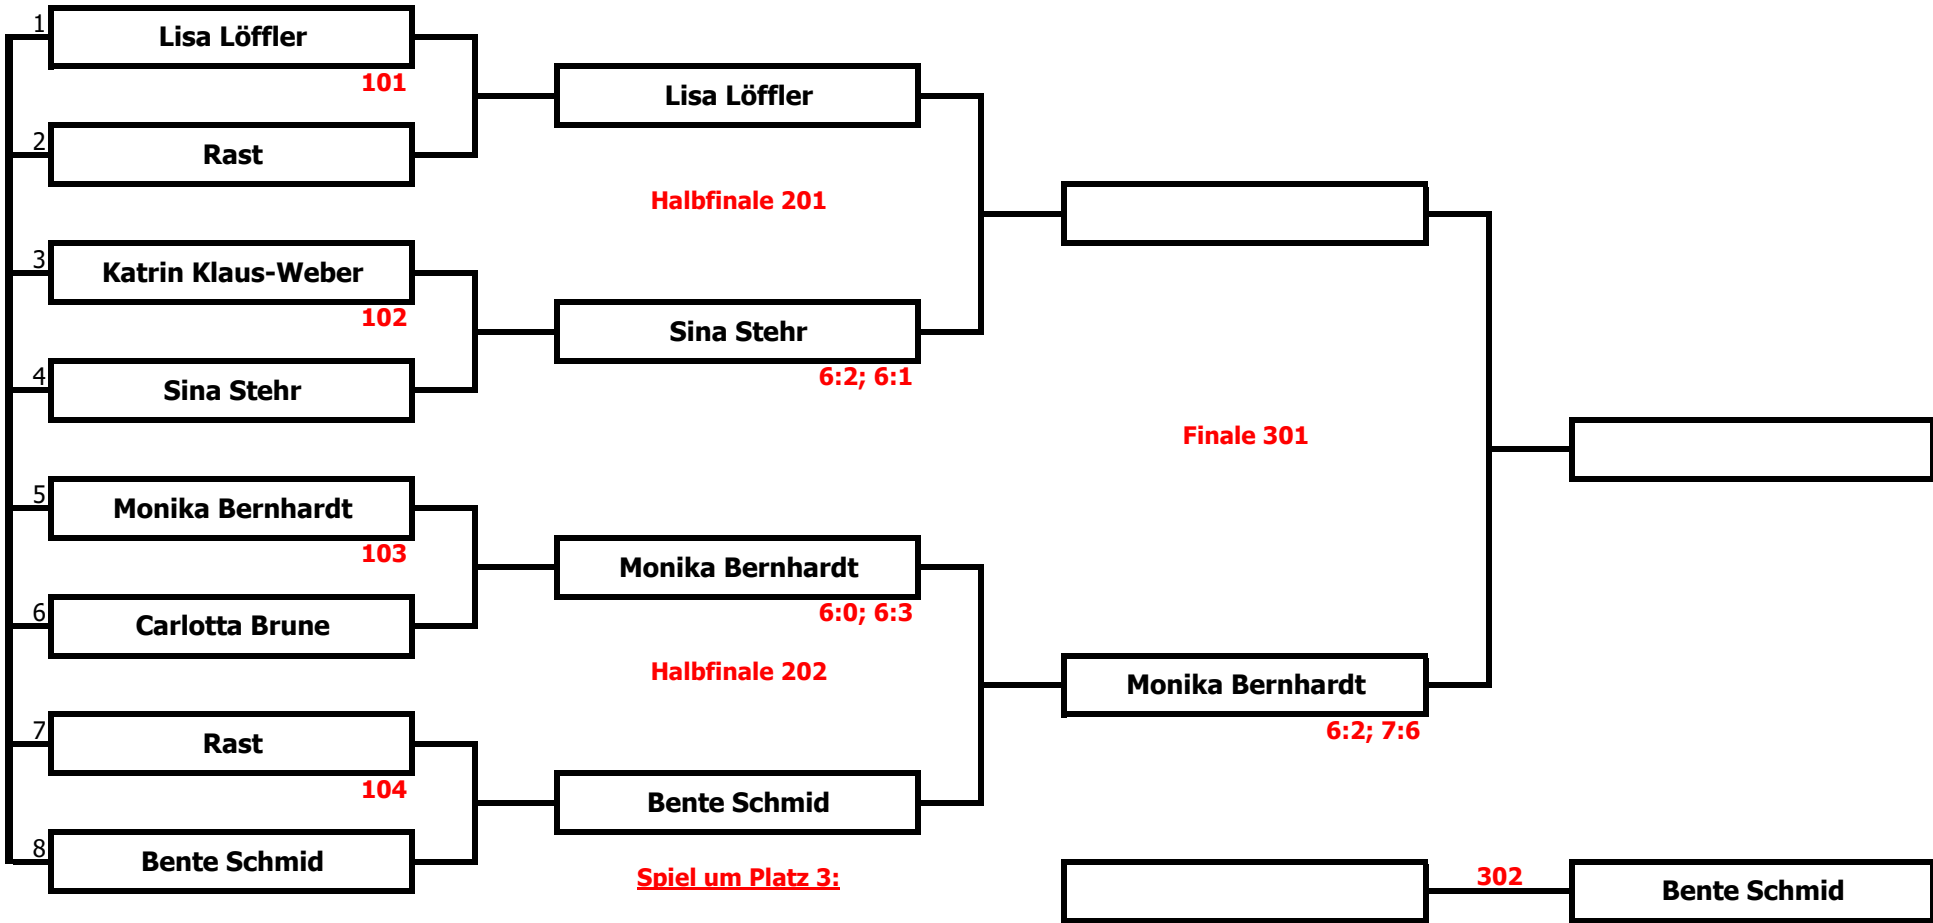 1
Lisa Löffler
101
2
Rast
3
Katrin Klaus-Weber
102
4
Sina Stehr
5
Monika Bernhardt
103
6
Carlotta Brune
7
Rast
104
8
Bente Schmid
Lisa Löffler
Halbfinale 201
Sina Stehr
6:2; 6:1
Monika Bernhardt
6:0; 6:3
Halbfinale 202
Bente Schmid
Finale 301
Monika Bernhardt
6:2; 7:6
Spiel um Platz 3:
302
Bente Schmid